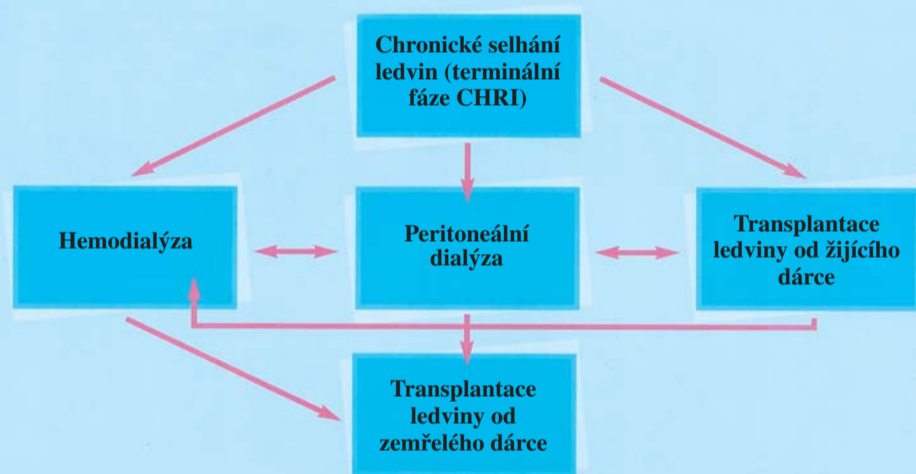 Chronické selhání
ledvin (terminální
fáze CHRI)
Hemodialýza
Peritoneální
dialýza
Transplantace
ledviny od žijícího
dárce
Transplantace
ledviny od
zemřelého dárce